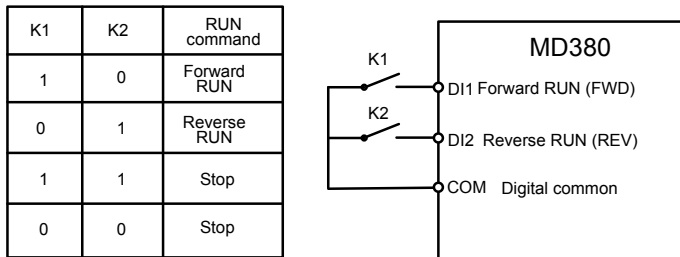 K1 K2 RUN command
1 0 Forward RUN
0 1 Reverse RUN
1 1 Stop
0 0 Stop
MD380
K1
DI1 Forward RUN (FWD)
K2
DI2 Reverse RUN (REV)
COM Digital common